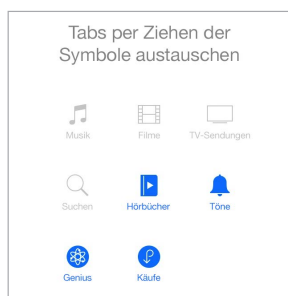 Tabs per Ziehen der
Symbole austauschen
Musik
Filme
TV-Sendungen
Suchen
Hörbücher
Töne
Genius
Käufe